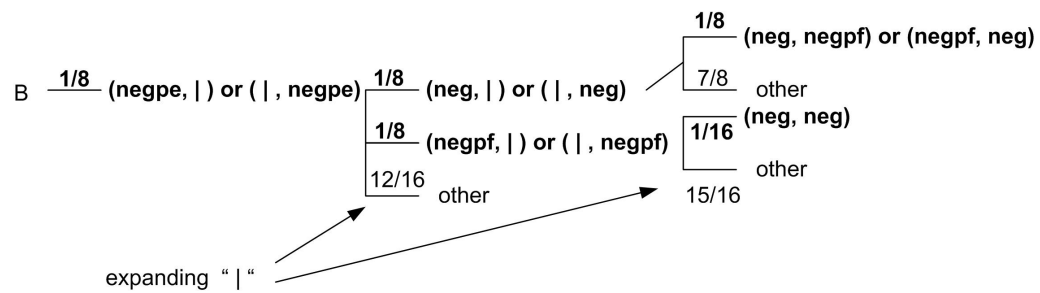 1/8 (neg, negpf) or (negpf, neg)
B 1/8 (negpe, | ) or ( | , negpe) 1/8 (neg, | ) or ( | , neg) 7/8 other
1/8 (negpf, | ) or ( | , negpf) 1/16 (neg, neg)
12/16 other 15/16 other
expanding “ | “